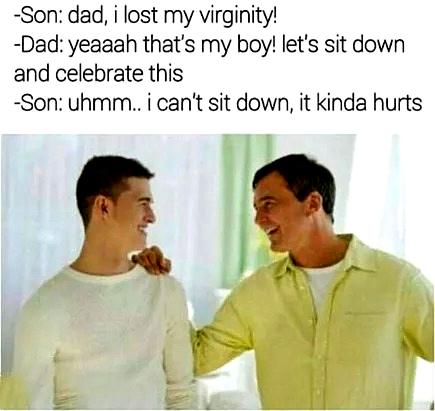 -Son: dad, i lost my virginity!
-Dad: yeaaah that's my boy! let's sit down
and celebrate this
-Son: uhmm.. i can't sit down, it kinda hurts